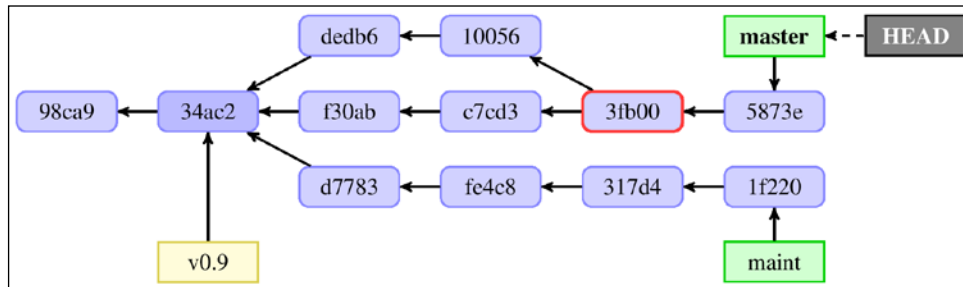 dedb6 10056 master HEAD
98ca9 34ac2 f30ab c7cd3 3fb00 5873e
d7783 fe4c8 317d4 1f220
v0.9 maint